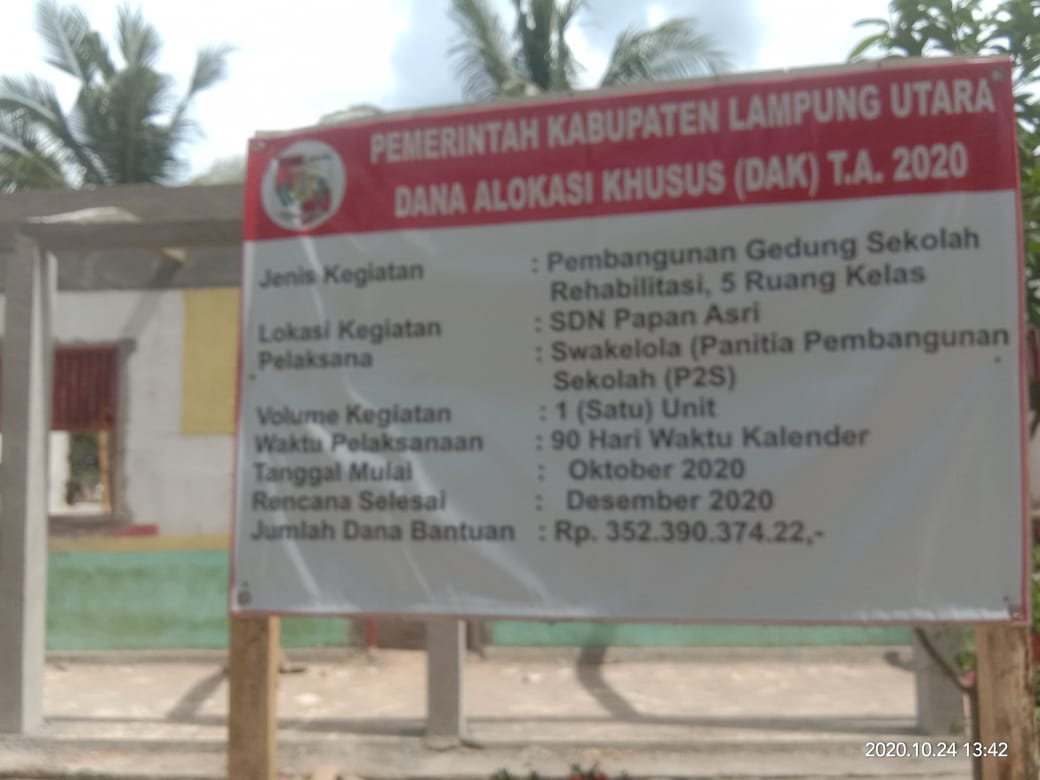 PEMERINTAH KABUPATEN LAMPUNG UTARA
DANA ALOKASI KHUSUS (DAK) T.A. 2020
Jenis Kegiatan : Pembangunan Gedung Sekolah
Rehabilitasi, 5 Ruang Kelas
Lokasi Kegiatan : SDN Papan Asri
Pelaksana : Swakelola (Panitia Pembangunan
Sekolah (P2S)
Volume Kegiatan : 1 (Satu) Unit
Waktu Pelaksanaan : 90 Hari Waktu Kalender
Tanggal Mulai : Oktober 2020
Rencana Selesai : Desember 2020
Jumlah Dana Bantuan : Rp. 352.390.374.22,-
2020.10.24 13:42